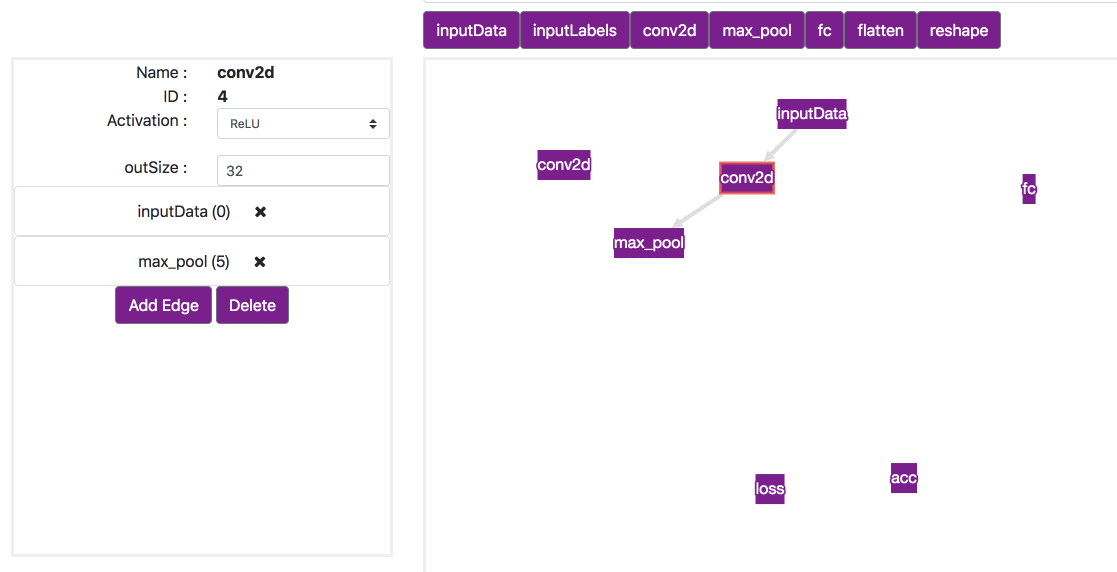 inputData inputLabels conv2d max_pool fc flatten reshape
Name : conv2d
ID : 4
Activation : ReLU
outSize : 32
inputData (0) ✖
max_pool (5) ✖
Add Edge Delete
inputData
conv2d
conv2d
fc
max_pool
acc
loss